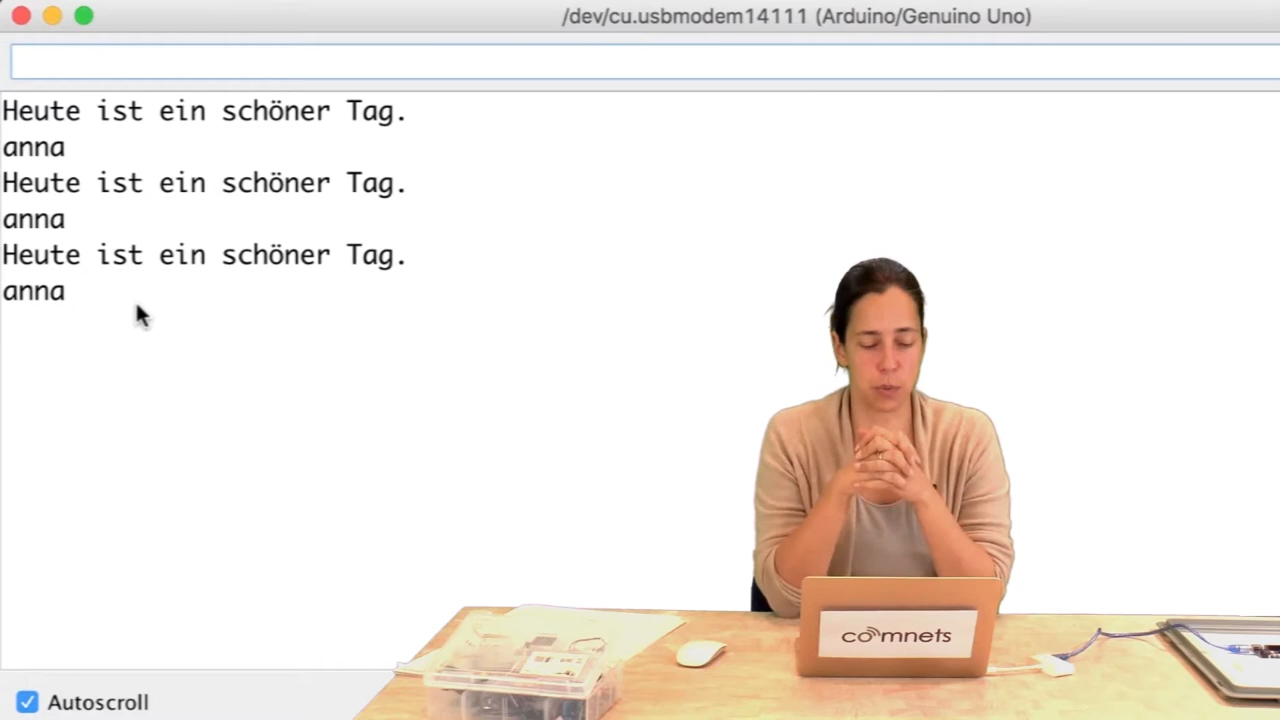 /dev/cu.usbmodem14111 (Arduino/Genuino Uno)
Heute ist ein schöner Tag.
anna
Heute ist ein schöner Tag.
anna
Heute ist ein schöner Tag.
anna
comnets
Autoscroll